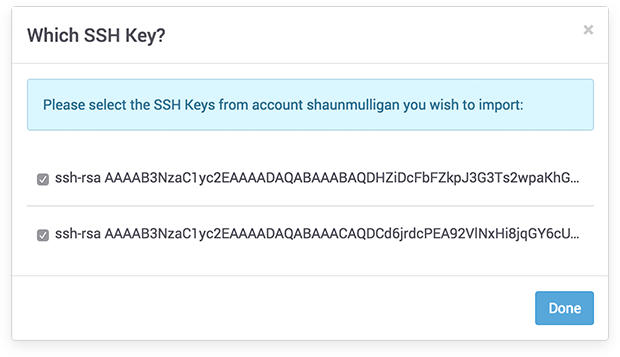 Which SSH Key?
×
Please select the SSH Keys from account shaunmulligan you wish to import:
ssh-rsa AAAAB3NzaC1yc2EAAAADAQABAAABAQDHZiDcFbFZkpJ3G3Ts2wpaKhG...
ssh-rsa AAAAB3NzaC1yc2EAAAADAQABAAACAQDCd6jrdcPEA92VlNxHi8jqGY6cU...
Done